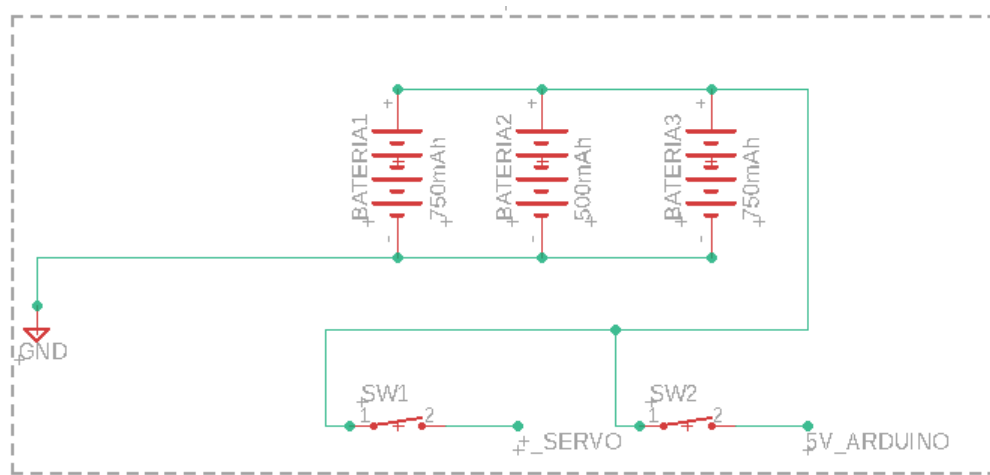 +
+
+
BATERIA1
750mAh
BATERIA2
500mAh
BATERIA3
750mAh
-
-
-
GND
SW1
1
2
+_SERVO
SW2
1
2
5V_ARDUINO